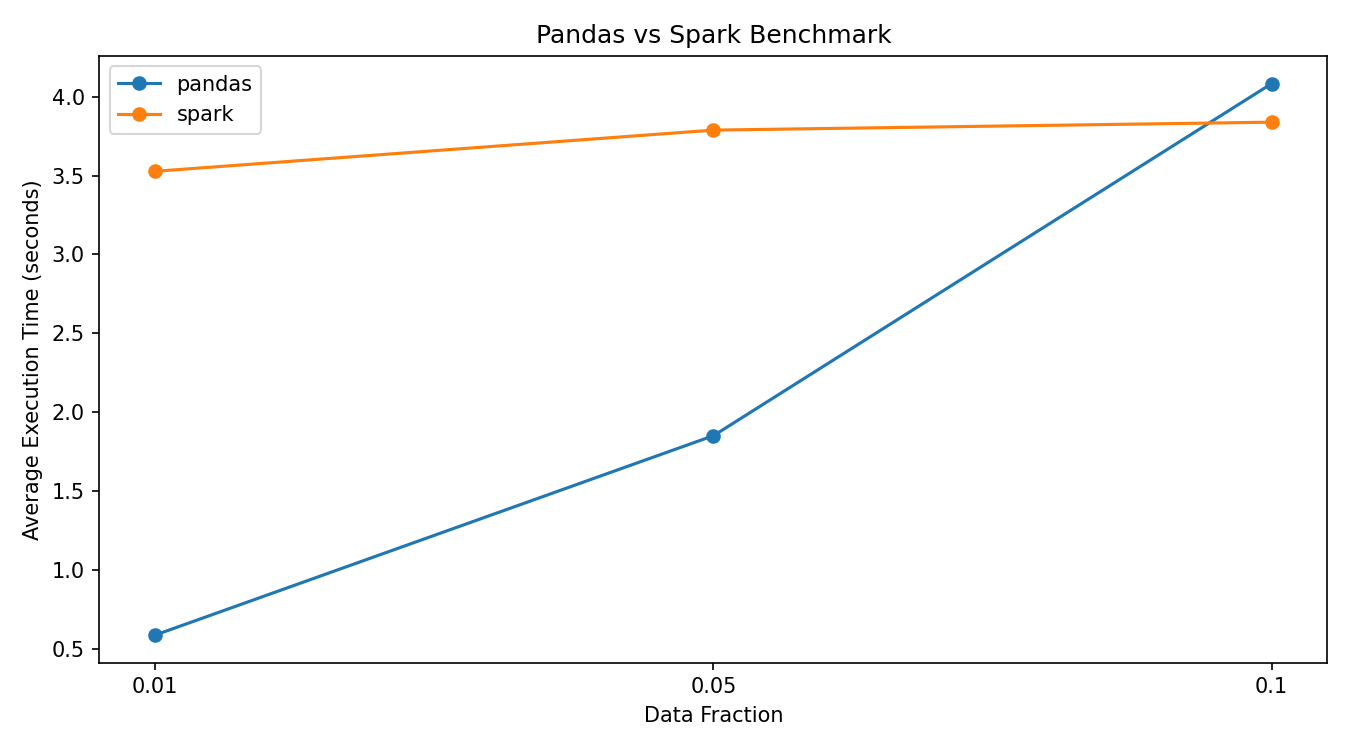 Pandas vs Spark Benchmark
pandas
spark
Average Execution Time (seconds)
4.0
3.5
3.0
2.5
2.0
1.5
1.0
0.5
0.01
0.05
0.1
Data Fraction